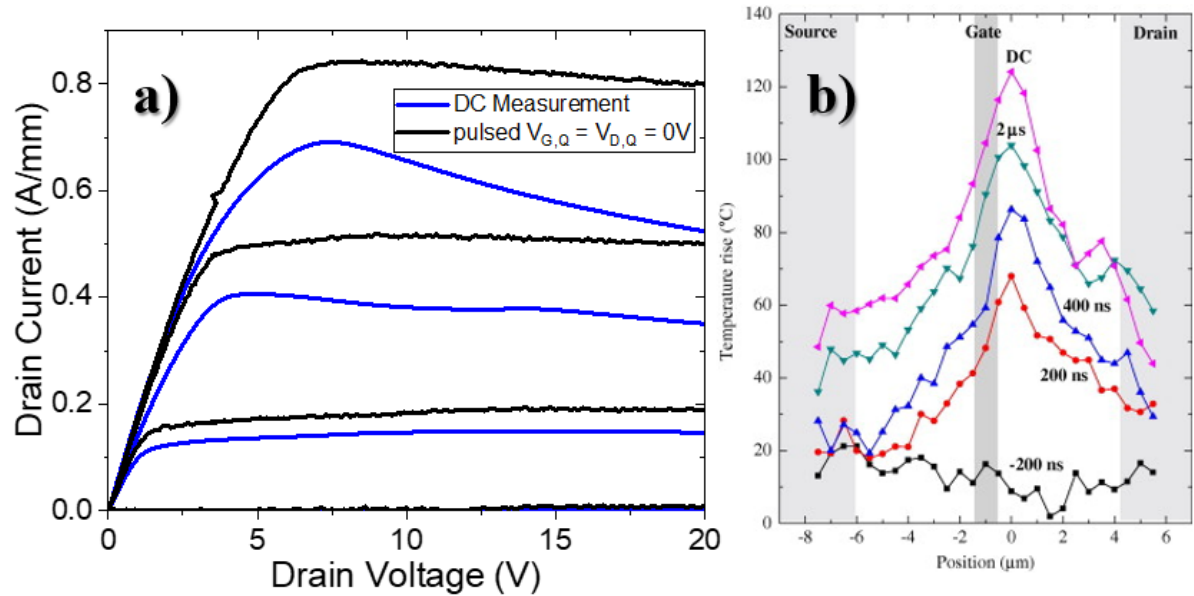 a)
DC Measurement
pulsed V_G,Q = V_D,Q = 0V
0.8
0.6
0.4
0.2
0.0
0
5
10
15
20
Drain Current (A/mm)
Drain Voltage (V)
b)
Source
Gate
Drain
DC
2 µs
400 ns
200 ns
-200 ns
140
120
100
80
60
40
20
0
-8
-6
-4
-2
0
2
4
6
Temperature rise (°C)
Position (µm)